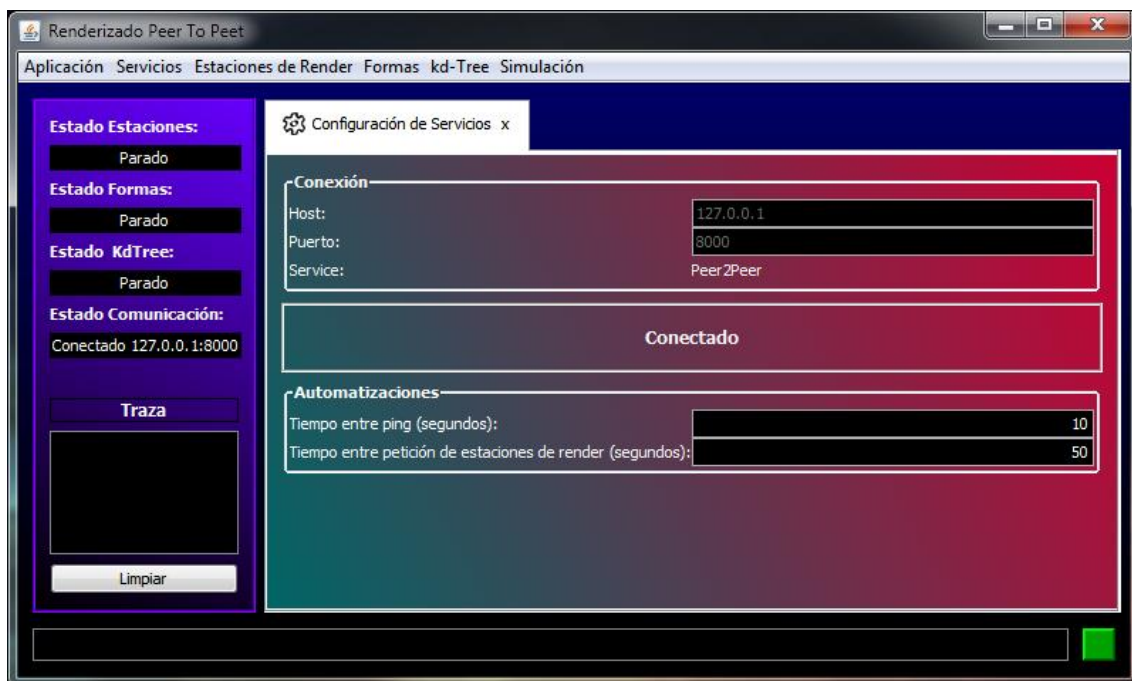 Renderizado Peer To Peet
Aplicación Servicios Estaciones de Render Formas kd-Tree Simulación
Estado Estaciones:
Parado
Estado Formas:
Parado
Estado KdTree:
Parado
Estado Comunicación:
Conectado 127.0.0.1:8000
Traza
Limpiar
Configuración de Servicios x
Conexión
Host: 127.0.0.1
Puerto: 8000
Service: Peer2Peer
Conectado
Automatizaciones
Tiempo entre ping (segundos): 10
Tiempo entre petición de estaciones de render (segundos): 50